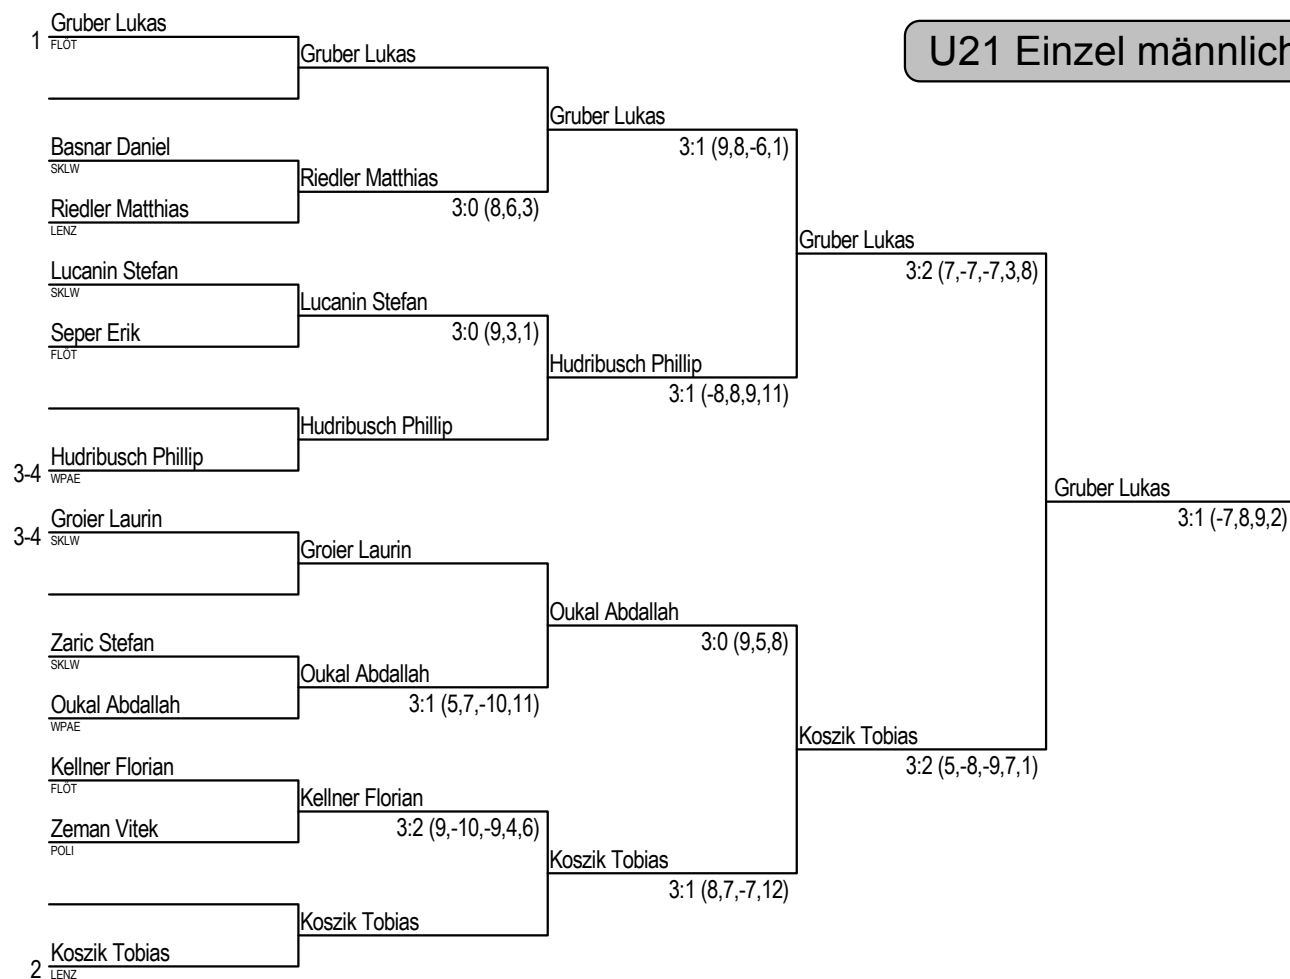 U21 Einzel männlich
1 Gruber Lukas
FLÖT
Gruber Lukas
Gruber Lukas
3:1 (9,8,-6,1)
Basnar Daniel
SKLW
Riedler Matthias
3:0 (8,6,3)
Riedler Matthias
LENZ
Gruber Lukas
3:2 (7,-7,-7,3,8)
Lucanin Stefan
SKLW
Lucanin Stefan
3:0 (9,3,1)
Seper Erik
FLÖT
Hudribusch Phillip
3:1 (-8,8,9,11)
Hudribusch Phillip
3-4 Hudribusch Phillip
WPAE
Gruber Lukas
3:1 (-7,8,9,2)
3-4 Groier Laurin
SKLW
Groier Laurin
Oukal Abdallah
3:0 (9,5,8)
Zaric Stefan
SKLW
Oukal Abdallah
3:1 (5,7,-10,11)
Oukal Abdallah
WPAE
Koszik Tobias
3:2 (5,-8,-9,7,1)
Kellner Florian
FLÖT
Kellner Florian
3:2 (9,-10,-9,4,6)
Zeman Vitek
POLI
Koszik Tobias
3:1 (8,7,-7,12)
Koszik Tobias
2 Koszik Tobias
LENZ